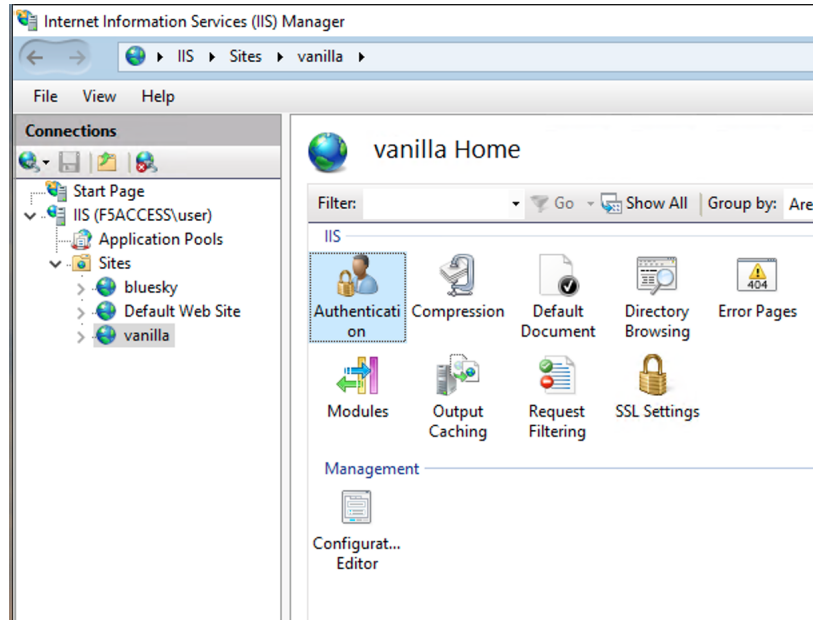 Internet Information Services (IIS) Manager
IIS Sites vanilla
File View Help
Connections
Start Page
IIS (F5ACCESS\user)
Application Pools
Sites
bluesky
Default Web Site
vanilla
vanilla Home
Filter: Go Show All Group by: Are
IIS
Authenticati
on
Compression
Default
Document
Directory
Browsing
404
Error Pages
Modules
Output
Caching
Request
Filtering
SSL Settings
Management
Configurat...
Editor